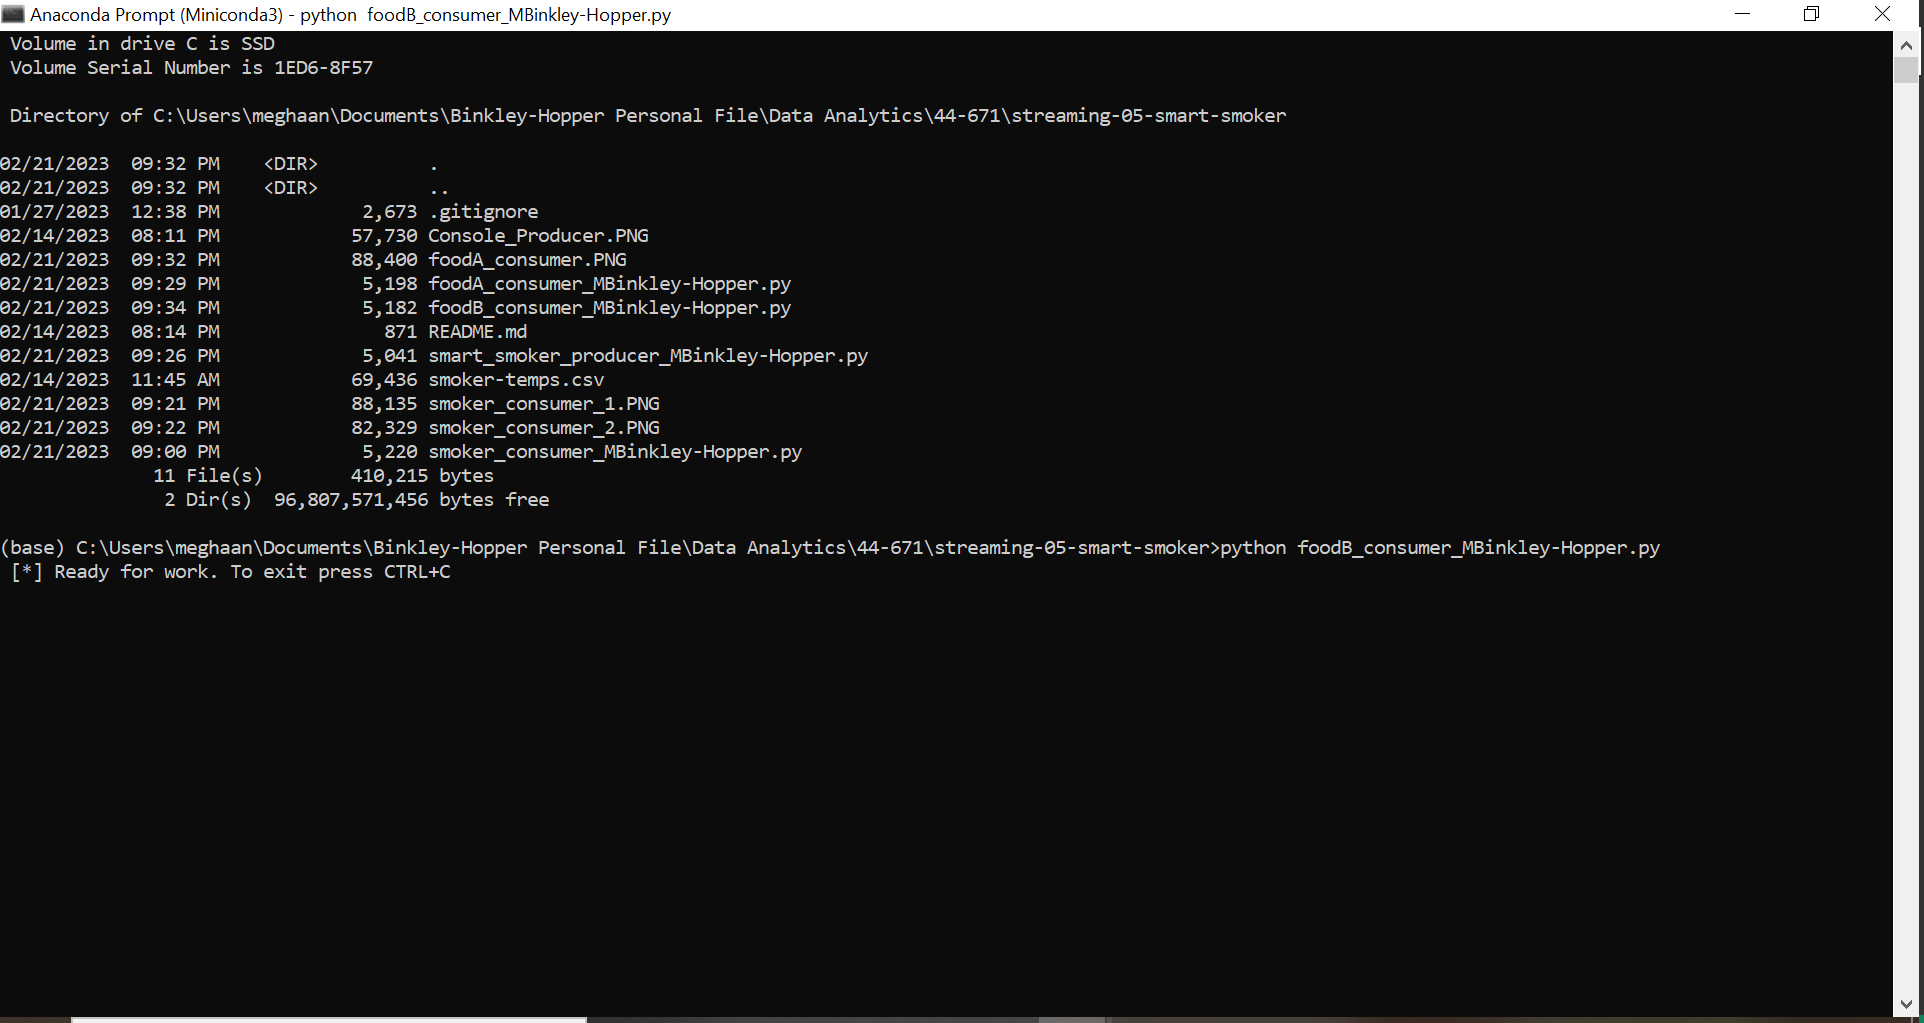 Anaconda Prompt (Miniconda3) - python  foodB_consumer_MBinkley-Hopper.py
 Volume in drive C is SSD
 Volume Serial Number is 1ED6-8F57
 Directory of C:\Users\meghaan\Documents\Binkley-Hopper Personal File\Data Analytics\44-671\streaming-05-smart-smoker
02/21/2023  09:32 PM    <DIR>          .
02/21/2023  09:32 PM    <DIR>          ..
01/27/2023  12:38 PM             2,673 .gitignore
02/14/2023  08:11 PM            57,730 Console_Producer.PNG
02/21/2023  09:32 PM            88,400 foodA_consumer.PNG
02/21/2023  09:29 PM             5,198 foodA_consumer_MBinkley-Hopper.py
02/21/2023  09:34 PM             5,182 foodB_consumer_MBinkley-Hopper.py
02/14/2023  08:14 PM               871 README.md
02/21/2023  09:26 PM             5,041 smart_smoker_producer_MBinkley-Hopper.py
02/14/2023  11:45 AM            69,436 smoker-temps.csv
02/21/2023  09:21 PM            88,135 smoker_consumer_1.PNG
02/21/2023  09:22 PM            82,329 smoker_consumer_2.PNG
02/21/2023  09:00 PM             5,220 smoker_consumer_MBinkley-Hopper.py
              11 File(s)        410,215 bytes
               2 Dir(s)  96,807,571,456 bytes free
(base) C:\Users\meghaan\Documents\Binkley-Hopper Personal File\Data Analytics\44-671\streaming-05-smart-smoker>python foodB_consumer_MBinkley-Hopper.py
 [*] Ready for work. To exit press CTRL+C